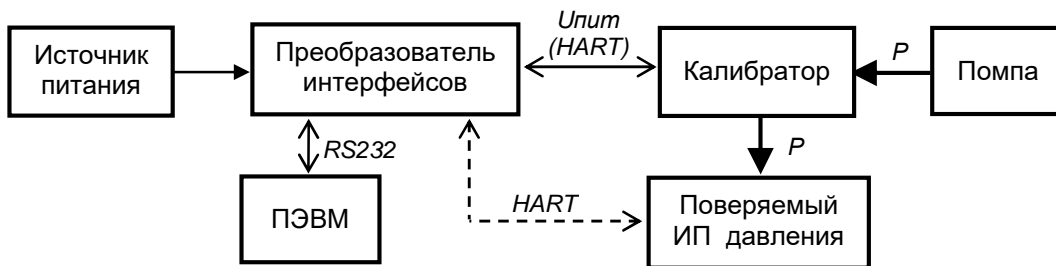 Источник
питания
Преобразователь
интерфейсов
Uпит
(HART)
Калибратор
P
Помпа
RS232
P
ПЭВМ
HART
Поверяемый
ИП давления